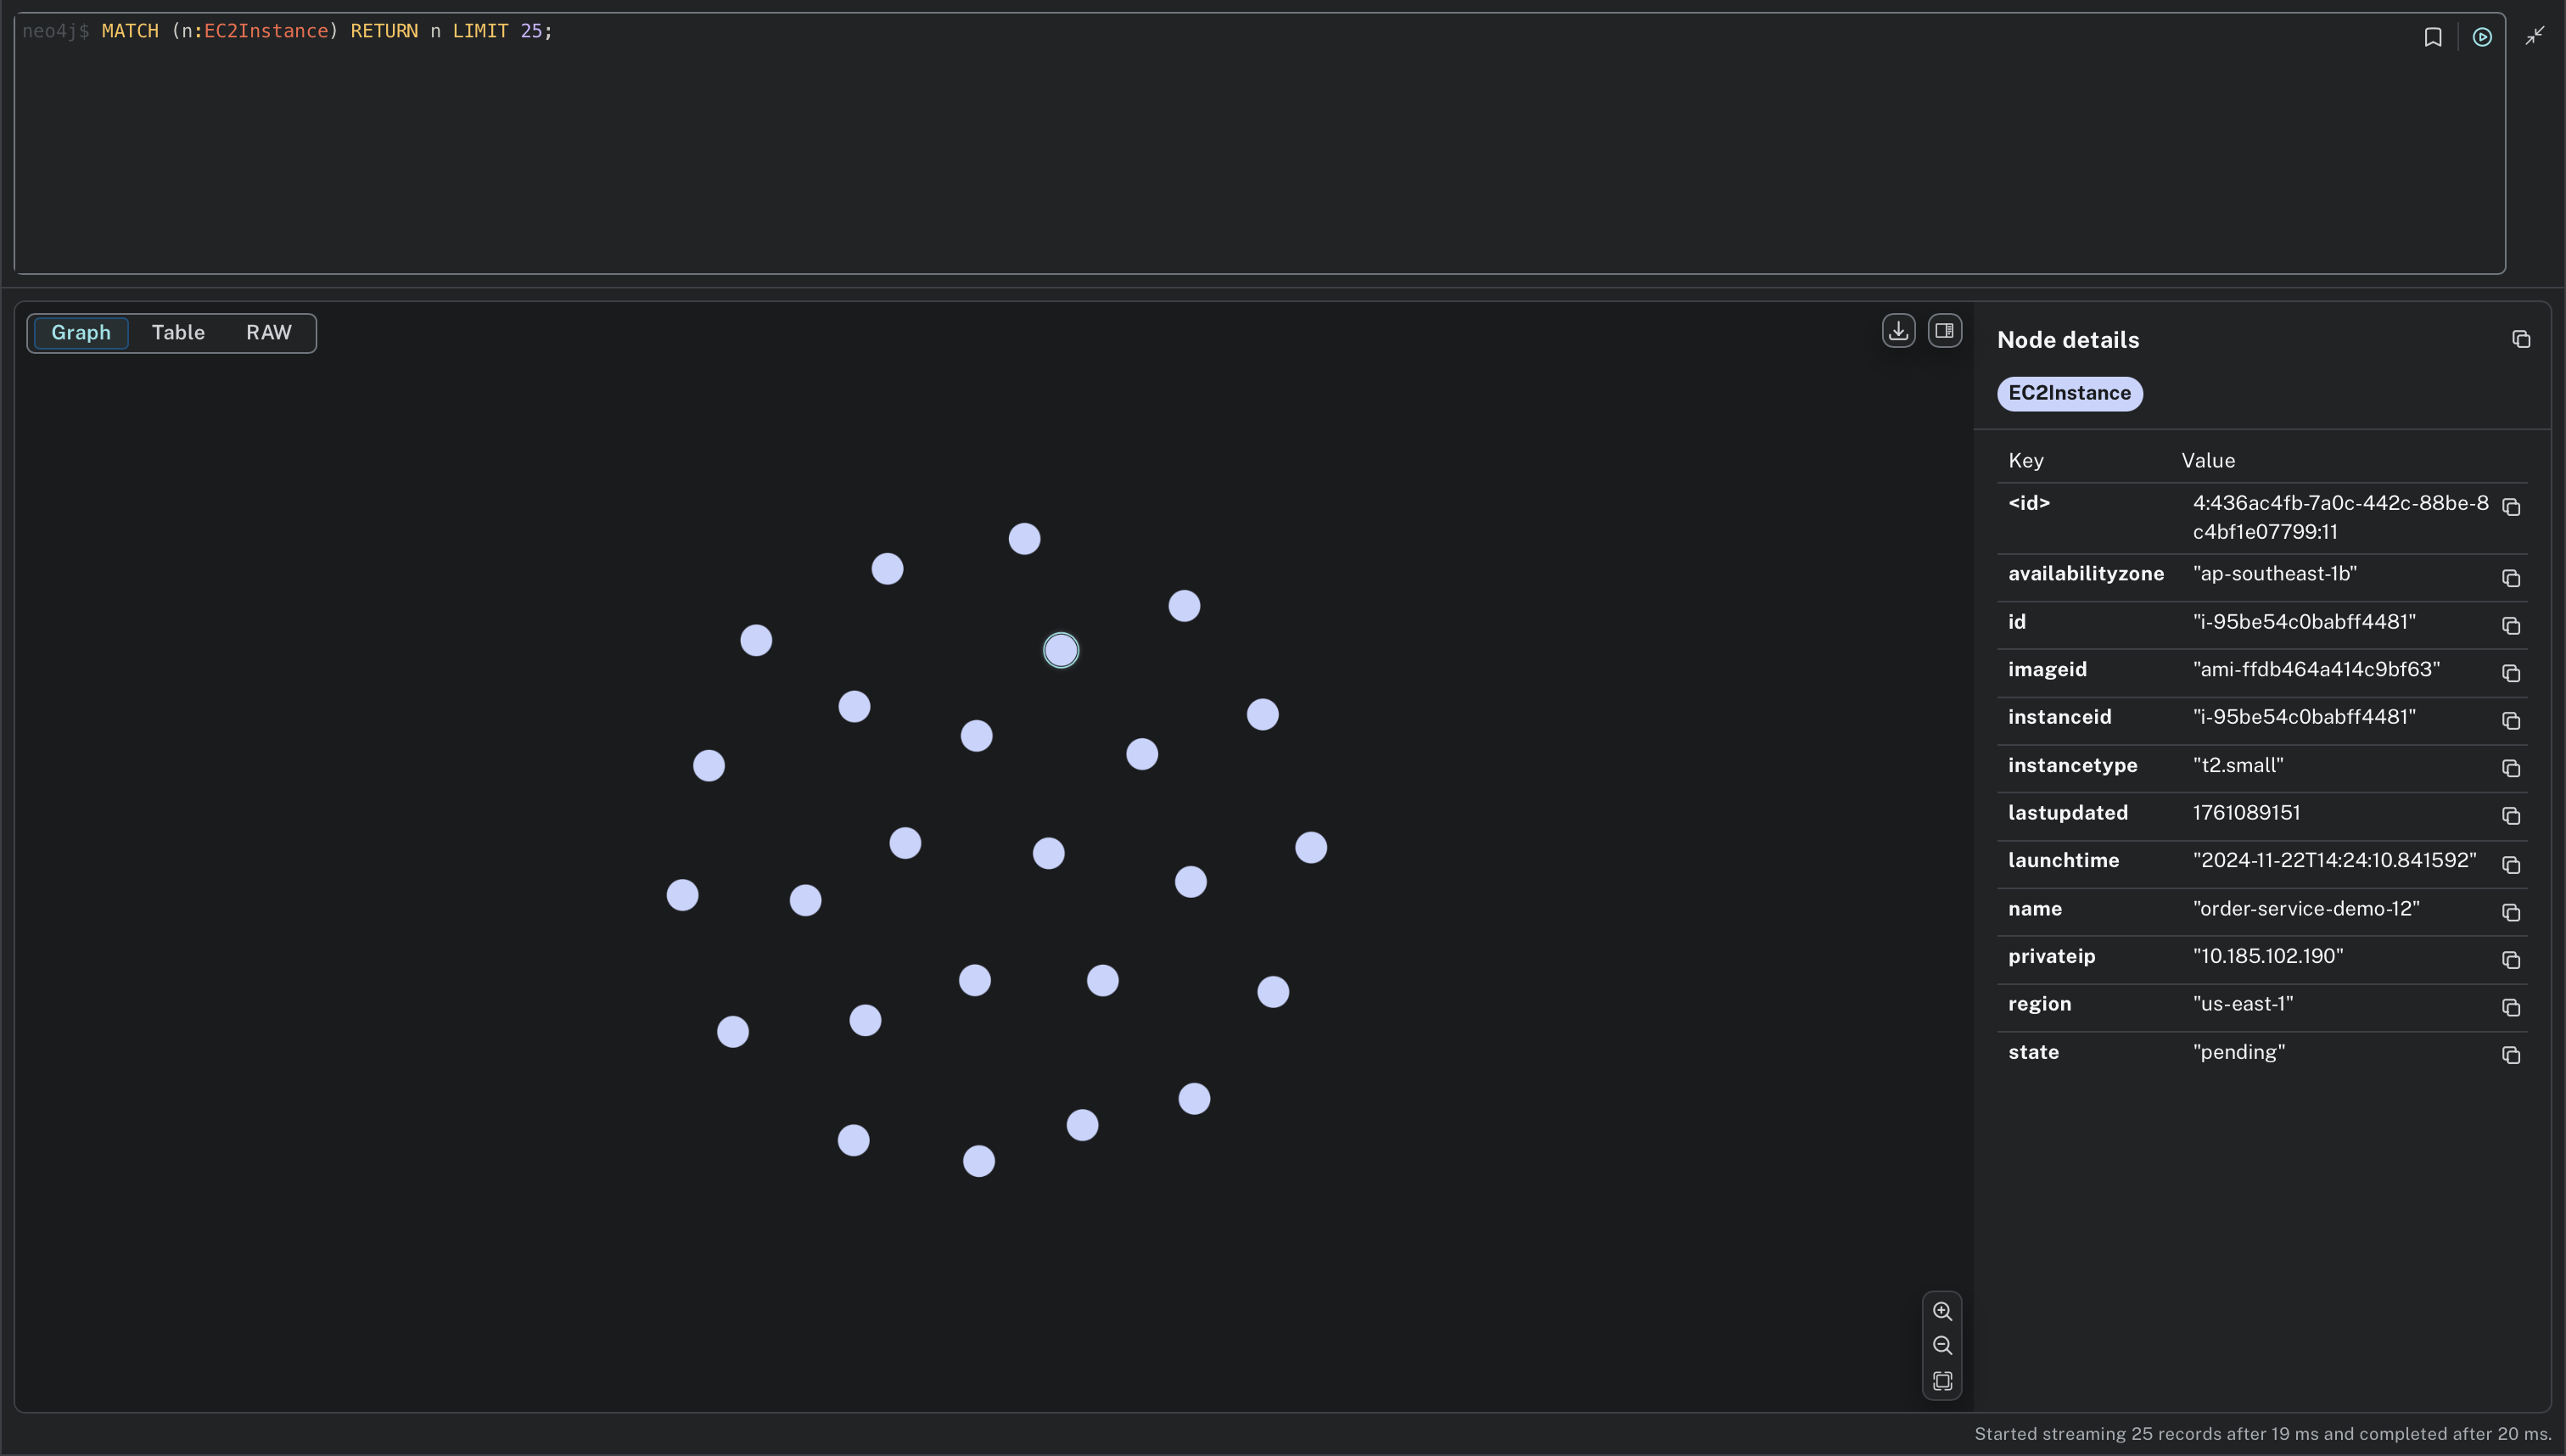 neo4j$ MATCH (n:EC2Instance) RETURN n LIMIT 25;
Graph Table RAW
Node details
EC2Instance
Key Value
<id> 4:436ac4fb-7a0c-442c-88be-8
c4bf1e07799:11
availabilityzone "ap-southeast-1b"
id "i-95be54c0babff4481"
imageid "ami-ffdb464a414c9bf63"
instanceid "i-95be54c0babff4481"
instancetype "t2.small"
lastupdated 1761089151
launchtime "2024-11-22T14:24:10.841592"
name "order-service-demo-12"
privateip "10.185.102.190"
region "us-east-1"
state "pending"
Started streaming 25 records after 19 ms and completed after 20 ms.